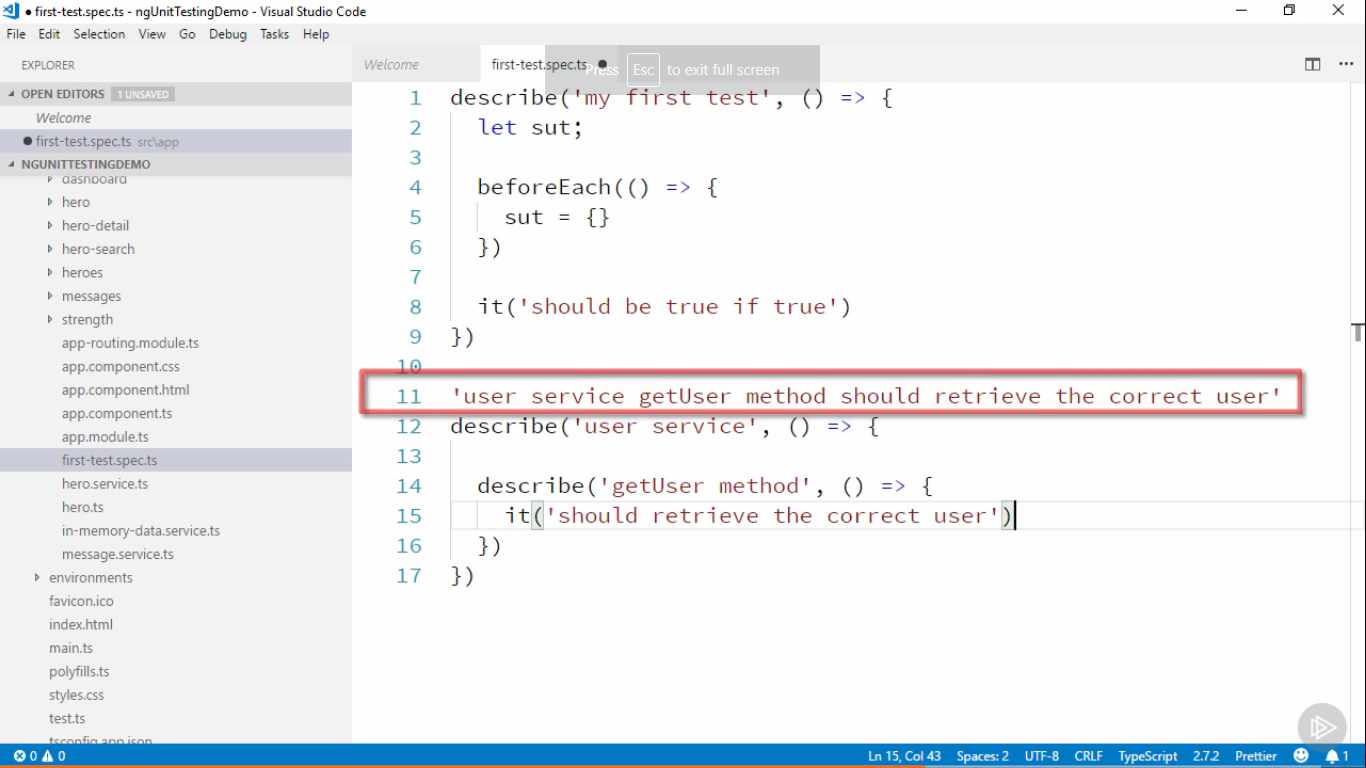 first-test.spec.ts - ngUnitTestingDemo - Visual Studio Code
File Edit Selection View Go Debug Tasks Help
EXPLORER
OPEN EDITORS 1 UNSAVED
Welcome
first-test.spec.ts src\app
NGUNITTESTINGDEMO
dashboard
hero
hero-detail
hero-search
heroes
messages
strength
app-routing.module.ts
app.component.css
app.component.html
app.component.ts
app.module.ts
first-test.spec.ts
hero.service.ts
hero.ts
in-memory-data.service.ts
message.service.ts
environments
favicon.ico
index.html
main.ts
polyfills.ts
styles.css
test.ts
tsconfig.app.json
Welcome first-test.spec.ts
Press Esc to exit full screen
1 describe('my first test', () => {
2 let sut;
3
4 beforeEach(() => {
5 sut = {}
6 })
7
8 it('should be true if true')
9 })
10
11 'user service getUser method should retrieve the correct user'
12 describe('user service', () => {
13
14 describe('getUser method', () => {
15 it('should retrieve the correct user')
16 })
17 })
0 0 Ln 15, Col 43 Spaces: 2 UTF-8 CRLF TypeScript 2.7.2 Prettier 1